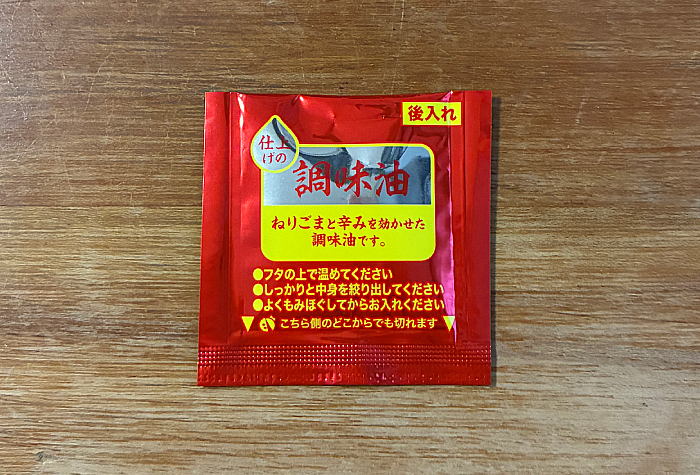 後入れ
仕上
げの
調味油
ねりごまと辛みを効かせた
調味油です。
●フタの上で温めてください
●しっかりと中身を絞り出してください
●よくもみほぐしてからお入れください
▼こちら側のどこからでも切れます▼